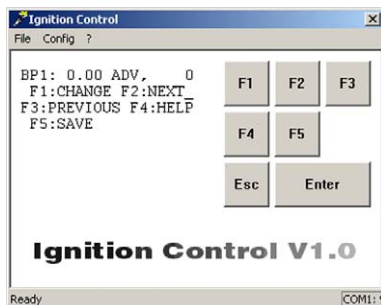 Ignition Control
File Config ?
BP1: 0.00 ADV, 0
F1:CHANGE F2:NEXT_
F3:PREVIOUS F4:HELP
F5:SAVE
F1 F2 F3
F4 F5
Esc Enter
Ignition Control V1.0
Ready COM1: